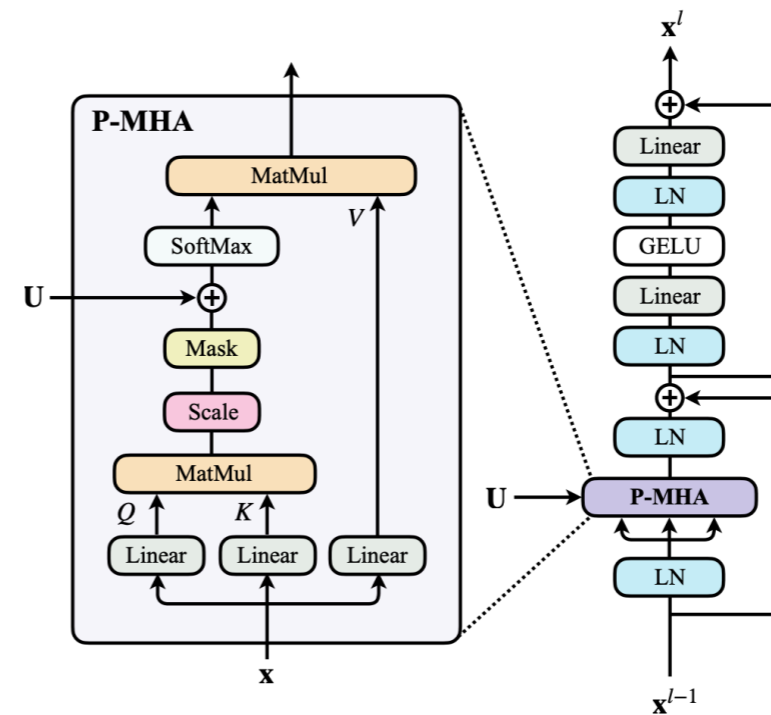 P-MHA
MatMul
V
SoftMax
U
Mask
Scale
MatMul
Q
K
Linear
Linear
Linear
x
x^l
Linear
LN
GELU
Linear
LN
LN
U
P-MHA
LN
x^{l-1}